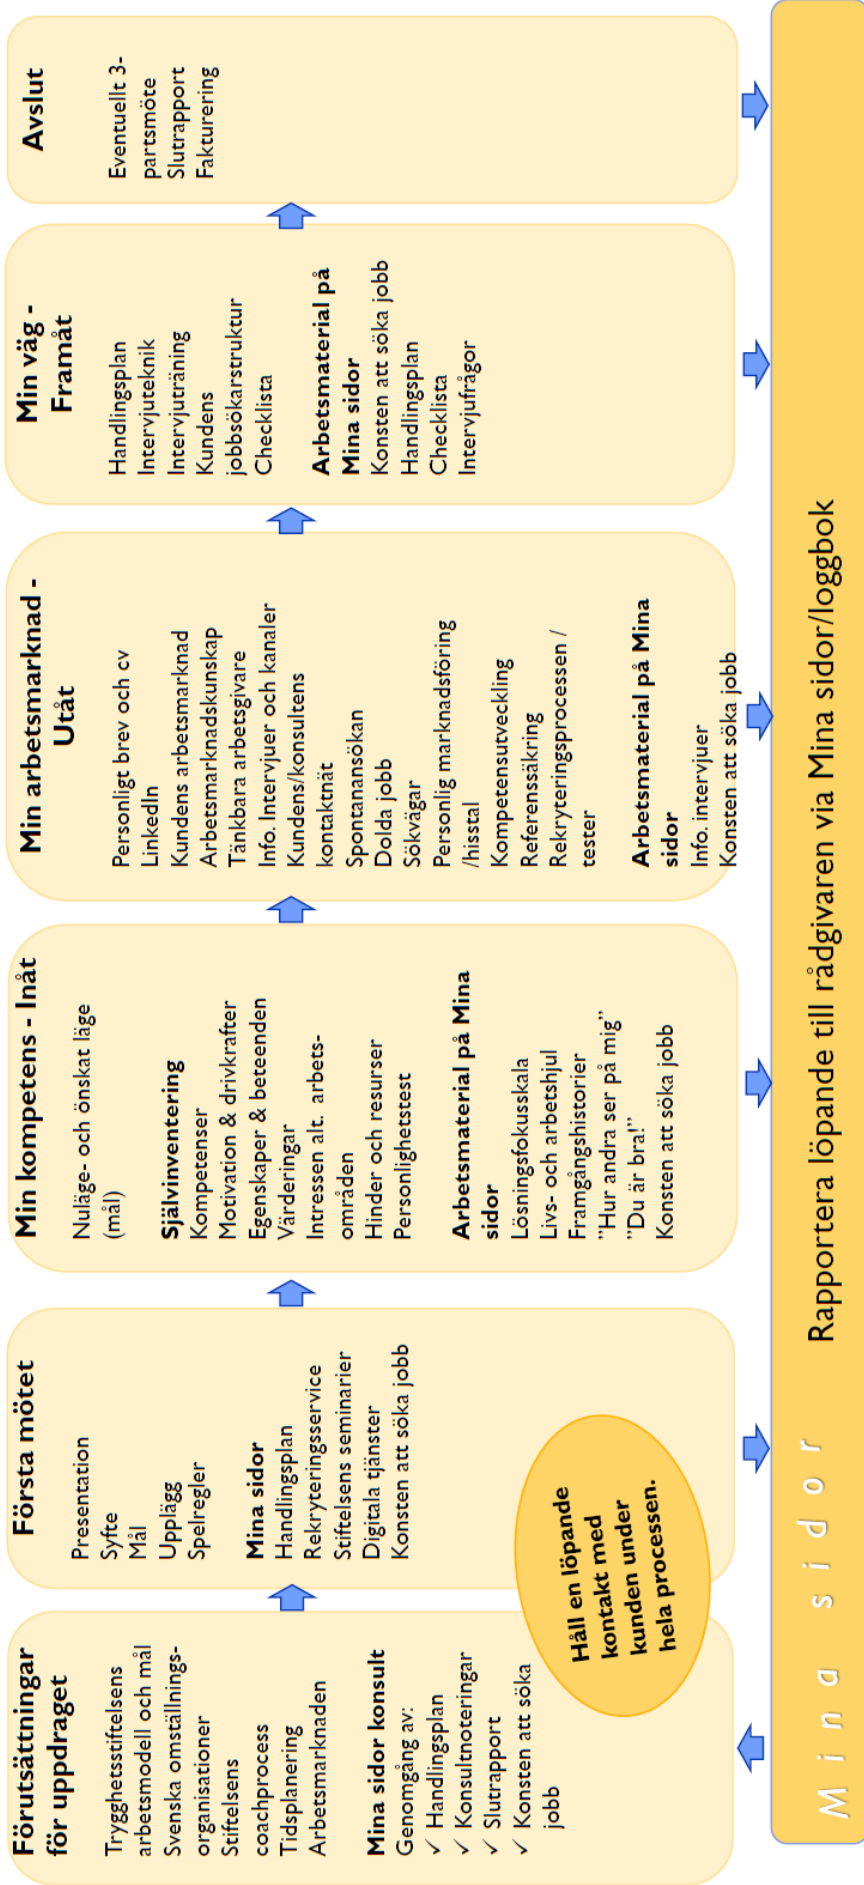 Förutsättningar
för uppdraget
Trygghetsstiftelsens
arbetsmodell och mål
Svenska omställnings-
organisationer
Stiftelsens
coachprocess
Tidsplanering
Arbetsmarknaden
Mina sidor konsult
Genomgång av:
✓ Handlingsplan
✓ Konsultnoteringar
✓ Slutrapport
✓ Konsten att söka
jobb
Första mötet
Presentation
Syfte
Mål
Upplägg
Spelregler
Mina sidor
Handlingsplan
Rekryteringsservice
Stiftelsens seminarier
Digitala tjänster
Konsten att söka jobb
Håll en löpande
kontakt med
kunden under
hela processen.
Min kompetens - Inåt
Nuläge- och önskat läge
(mål)
Självinventering
Kompetenser
Motivation & drivkrafter
Egenskaper & beteenden
Värderingar
Intressen alt. arbets-
områden
Hinder och resurser
Personlighetstest
Arbetsmaterial på Mina
sidor
Lösningsfokusskala
Livs- och arbetshjul
Framgångshistorier
”Hur andra ser på mig”
”Du är bra!”
Konsten att söka jobb
Min arbetsmarknad -
Utåt
Personligt brev och cv
LinkedIn
Kundens arbetsmarknad
Arbetsmarknadskunskap
Tänkbara arbetsgivare
Info. Intervjuer och kanaler
Kundens/konsultens
kontaktnät
Spontanansökan
Dolda jobb
Sökvägar
Personlig marknadsföring
/hisstal
Kompetensutveckling
Referenssäkring
Rekryteringsprocessen /
tester
Arbetsmaterial på Mina
sidor
Info. intervjuer
Konsten att söka jobb
Min väg -
Framåt
Handlingsplan
Intervjuteknik
Intervjuträning
Kundens
jobbsökarstruktur
Checklista
Arbetsmaterial på
Mina sidor
Konsten att söka jobb
Handlingsplan
Checklista
Intervjufrågor
Avslut
Eventuellt 3-
partsmöte
Slutrapport
Fakturering
Mina sidor Rapportera löpande till rådgivaren via Mina sidor/loggbok